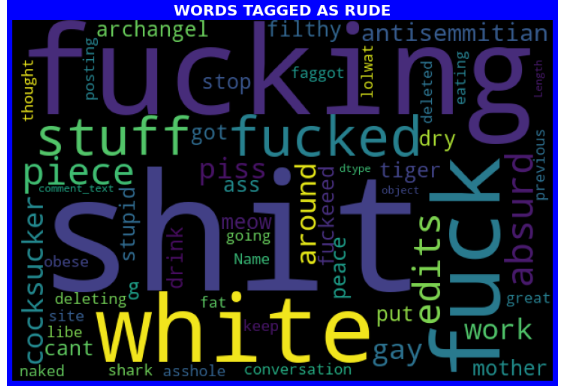 WORDS TAGGED AS RUDE
archangel
filthy
antisemmitian
fucking
thought
posting
stop
faggot
lolwat
deleted
eating
Length
stuff
got
fucked
dry
previous
piece
piss
ass
dtype
tiger
object
comment_text
shit
stupid
meow
going
Name
around
fuckeeed
peace
absurd
fuck
edits
cocksucker
obese
drink
deleting
g
site
libe
cant
white
fat
keep
put
gay
great
work
naked
shark
asshole
conversation
mother